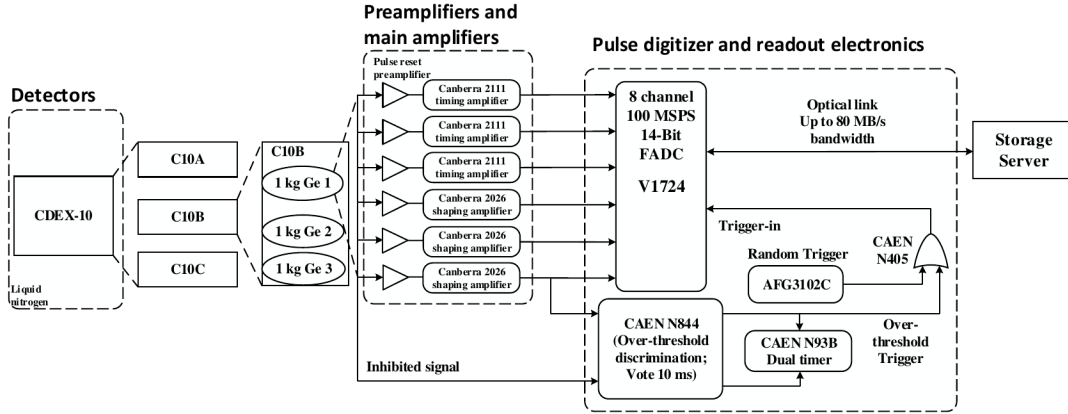 Detectors
CDEX-10
Liquid
nitrogen
C10A
C10B
C10C
C10B
1 kg Ge 1
1 kg Ge 2
1 kg Ge 3
Preamplifiers and
main amplifiers
Pulse reset
preamplifier
Canberra 2111
timing amplifier
Canberra 2111
timing amplifier
Canberra 2111
timing amplifier
Canberra 2026
shaping amplifier
Canberra 2026
shaping amplifier
Canberra 2026
shaping amplifier
Inhibited signal
Pulse digitizer and readout electronics
8 channel
100 MSPS
14-Bit
FADC
V1724
Optical link
Up to 80 MB/s
bandwidth
Storage
Server
Trigger-in
CAEN
N405
Random Trigger
AFG3102C
CAEN N844
(Over-threshold
discrimination;
Vote 10 ms)
CAEN N93B
Dual timer
Over-
threshold
Trigger